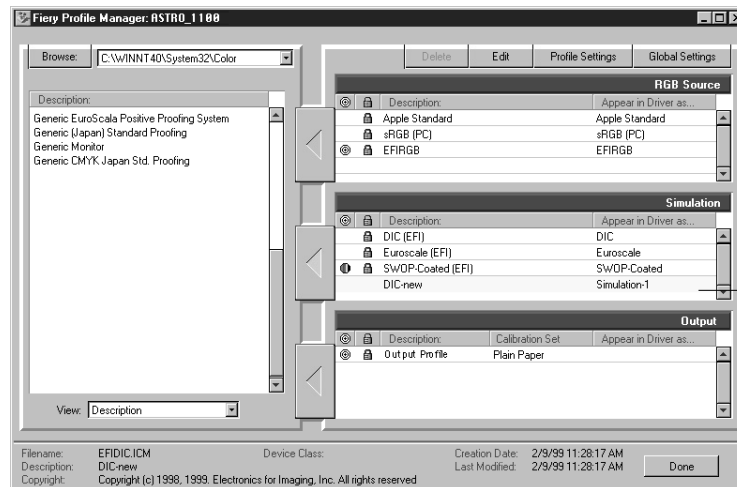 Fiery Profile Manager: ASTRO_1100
Browse: C:\WINNT40\System32\Color
Delete Edit Profile Settings Global Settings
Description:
Generic EuroScala Positive Proofing System
Generic (Japan) Standard Proofing
Generic Monitor
Generic CMYK Japan Std. Proofing
View: Description
RGB Source
Description: Appear in Driver as...
Apple Standard Apple Standard
sRGB (PC) sRGB (PC)
EFIRGB EFIRGB
Simulation
Description: Appear in Driver as...
DIC (EFI) DIC
Euroscale (EFI) Euroscale
SWOP-Coated (EFI) SWOP-Coated
DIC-new Simulation-1
Output
Description: Calibration Set Appear in Driver as...
Output Profile Plain Paper
Filename: EFIDIC.ICM Device Class: Creation Date: 2/9/99 11:28:17 AM
Description: DIC-new Last Modified: 2/9/99 11:28:17 AM
Copyright: Copyright (c) 1998, 1999. Electronics for Imaging, Inc. All rights reserved
Done